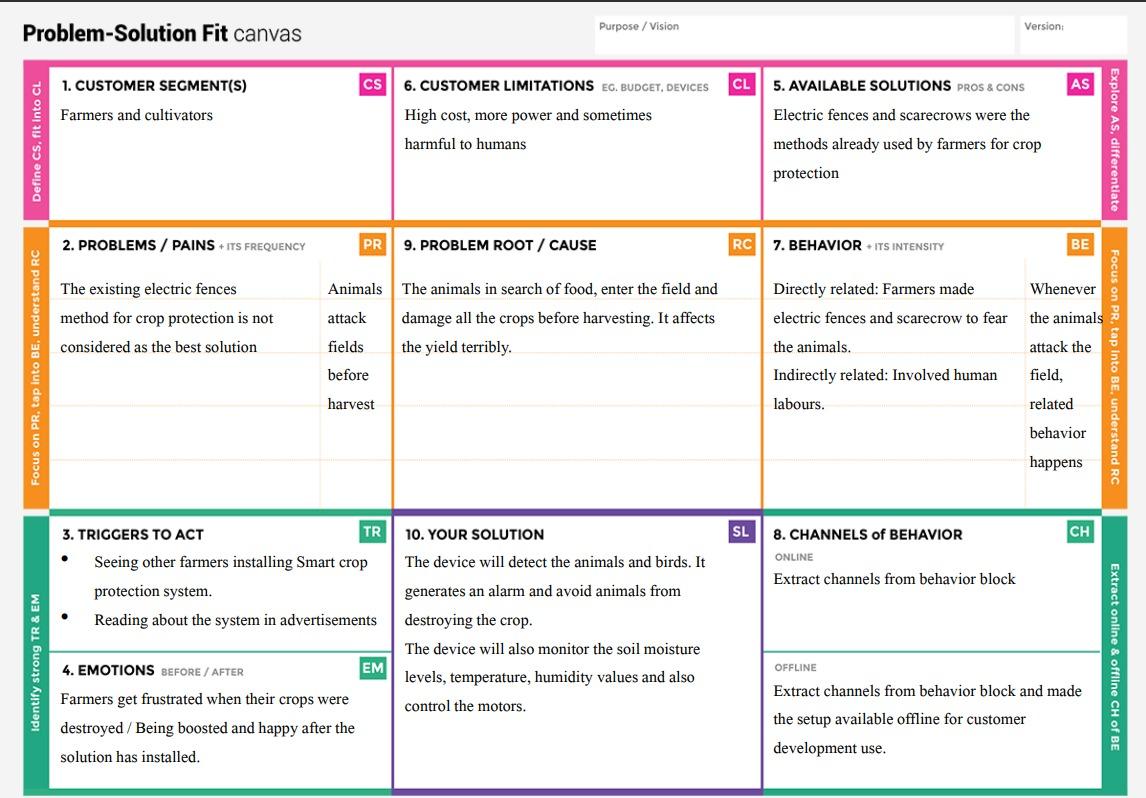 Problem-Solution Fit canvas
Purpose / Vision
Version:
Define CS, fit into CL
1. CUSTOMER SEGMENT(S)
CS
Farmers and cultivators
6. CUSTOMER LIMITATIONS EG. BUDGET, DEVICES
CL
High cost, more power and sometimes
harmful to humans
5. AVAILABLE SOLUTIONS PROS & CONS
AS
Electric fences and scarecrows were the
methods already used by farmers for crop
protection
Explore AS, differentiate
Focus on PR, tap into BE, understand RC
2. PROBLEMS / PAINS + ITS FREQUENCY
PR
The existing electric fences
method for crop protection is not
considered as the best solution
Animals
attack
fields
before
harvest
9. PROBLEM ROOT / CAUSE
RC
The animals in search of food, enter the field and
damage all the crops before harvesting. It affects
the yield terribly.
7. BEHAVIOR + ITS INTENSITY
BE
Directly related: Farmers made
electric fences and scarecrow to fear
the animals.
Indirectly related: Involved human
labours.
Whenever
the animals
attack the
field,
related
behavior
happens
Focus on PR, tap into BE, understand RC
Identify strong TR & EM
3. TRIGGERS TO ACT
TR
• Seeing other farmers installing Smart crop
protection system.
• Reading about the system in advertisements
4. EMOTIONS BEFORE / AFTER
EM
Farmers get frustrated when their crops were
destroyed / Being boosted and happy after the
solution has installed.
10. YOUR SOLUTION
SL
The device will detect the animals and birds. It
generates an alarm and avoid animals from
destroying the crop.
The device will also monitor the soil moisture
levels, temperature, humidity values and also
control the motors.
8. CHANNELS of BEHAVIOR
CH
ONLINE
Extract channels from behavior block
OFFLINE
Extract channels from behavior block and made
the setup available offline for customer
development use.
Extract online & offline CH of BE